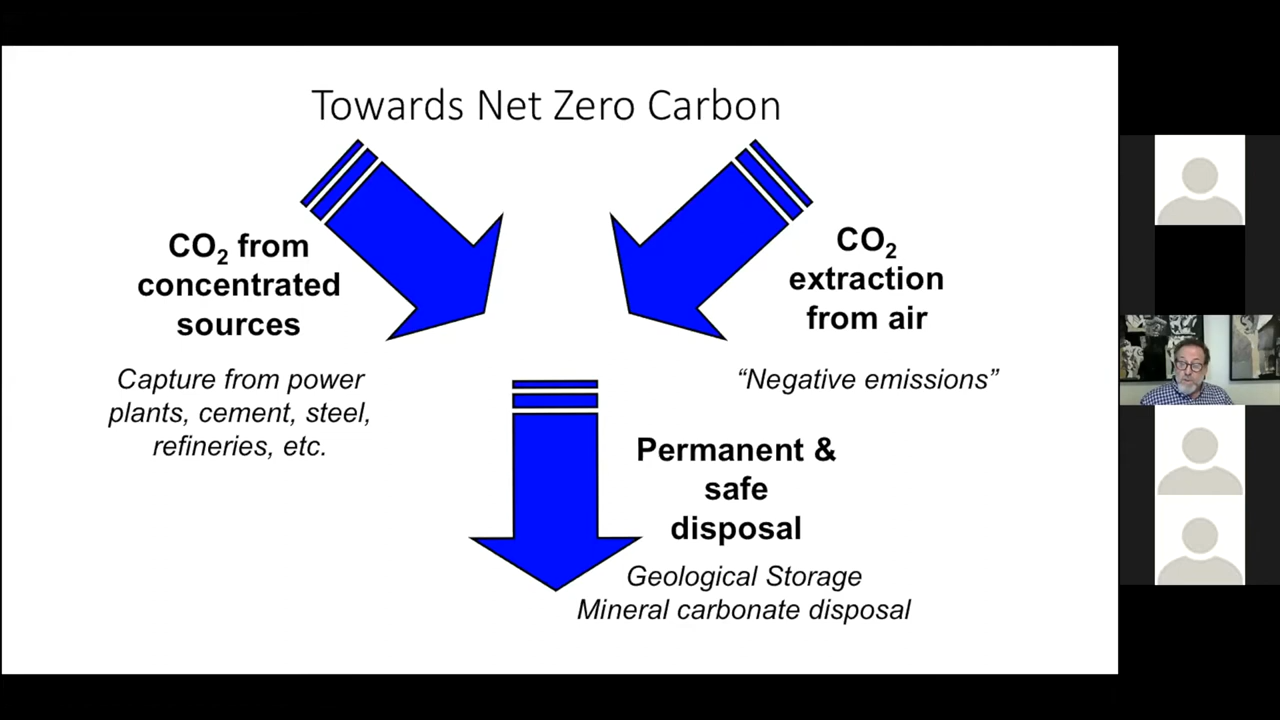 Towards Net Zero Carbon
CO₂ from
concentrated
sources
Capture from power
plants, cement, steel,
refineries, etc.
CO₂
extraction
from air
“Negative emissions”
Permanent &
safe
disposal
Geological Storage
Mineral carbonate disposal